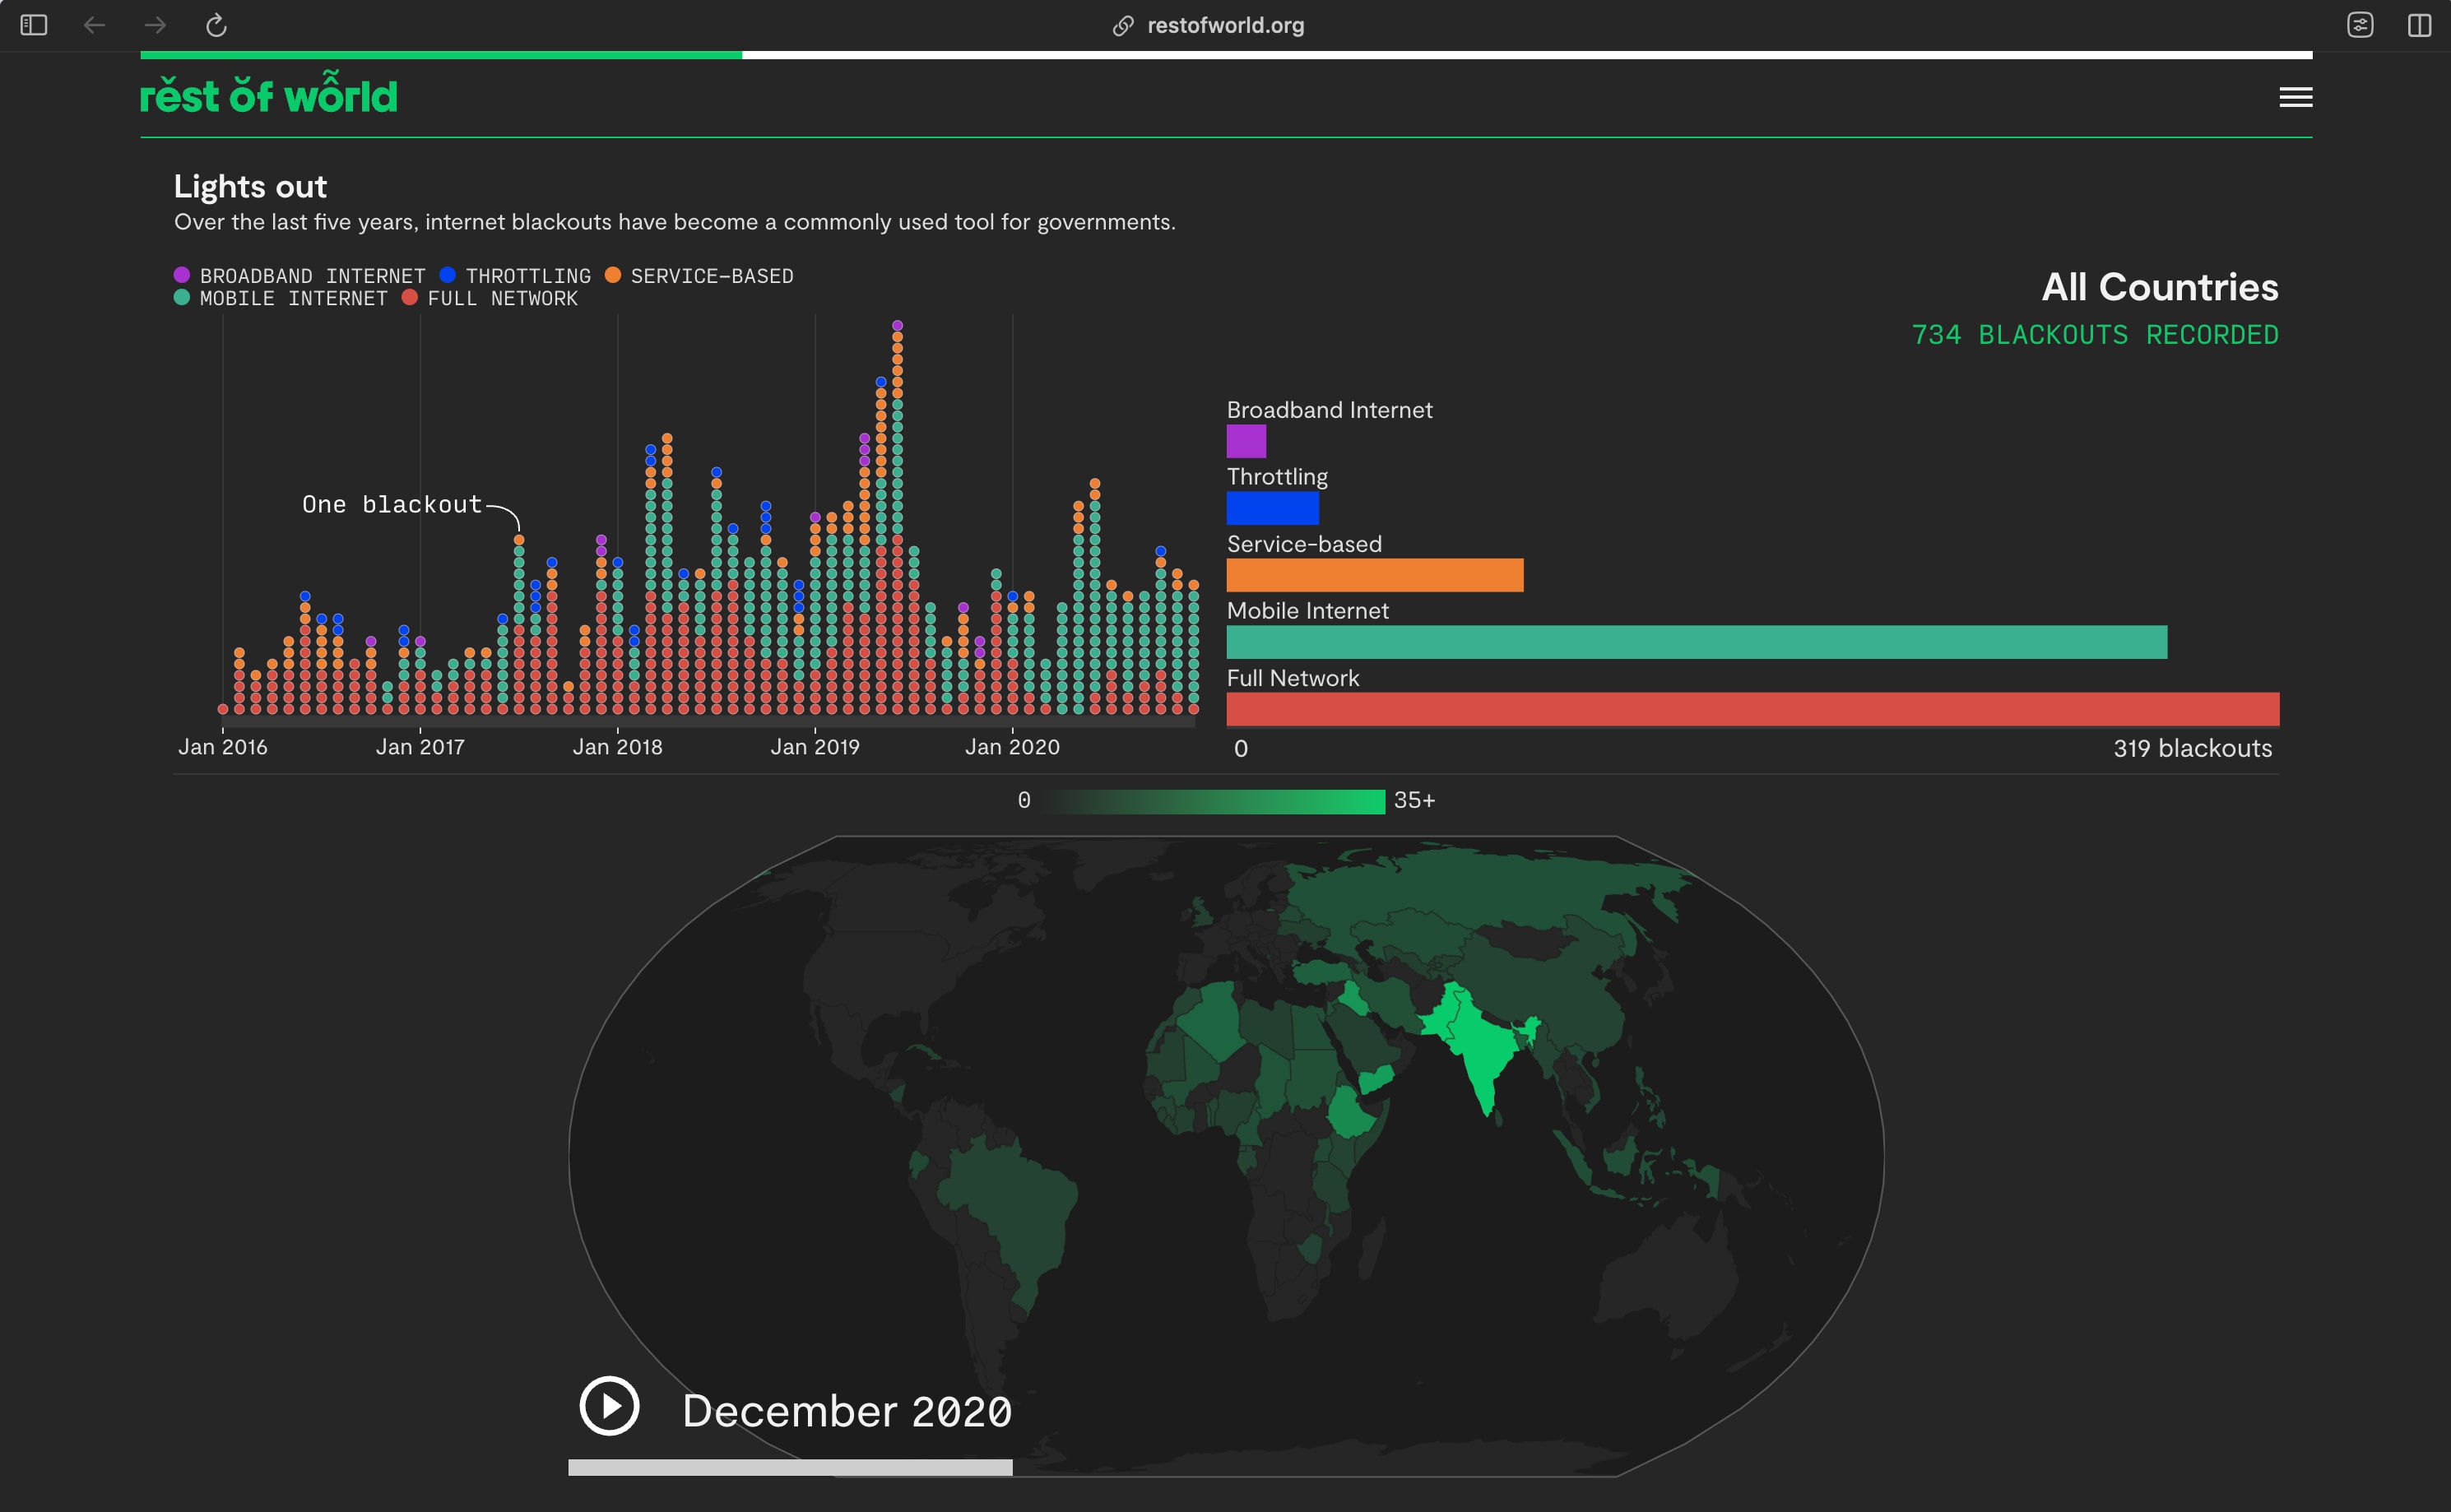 restofworld.org
rěst ŏf wỗrld
Lights out
Over the last five years, internet blackouts have become a commonly used tool for governments.
BROADBAND INTERNET THROTTLING SERVICE-BASED
MOBILE INTERNET FULL NETWORK
All Countries
734 BLACKOUTS RECORDED
One blackout
Jan 2016 Jan 2017 Jan 2018 Jan 2019 Jan 2020
Broadband Internet
Throttling
Service-based
Mobile Internet
Full Network
0 319 blackouts
0 35+
December 2020